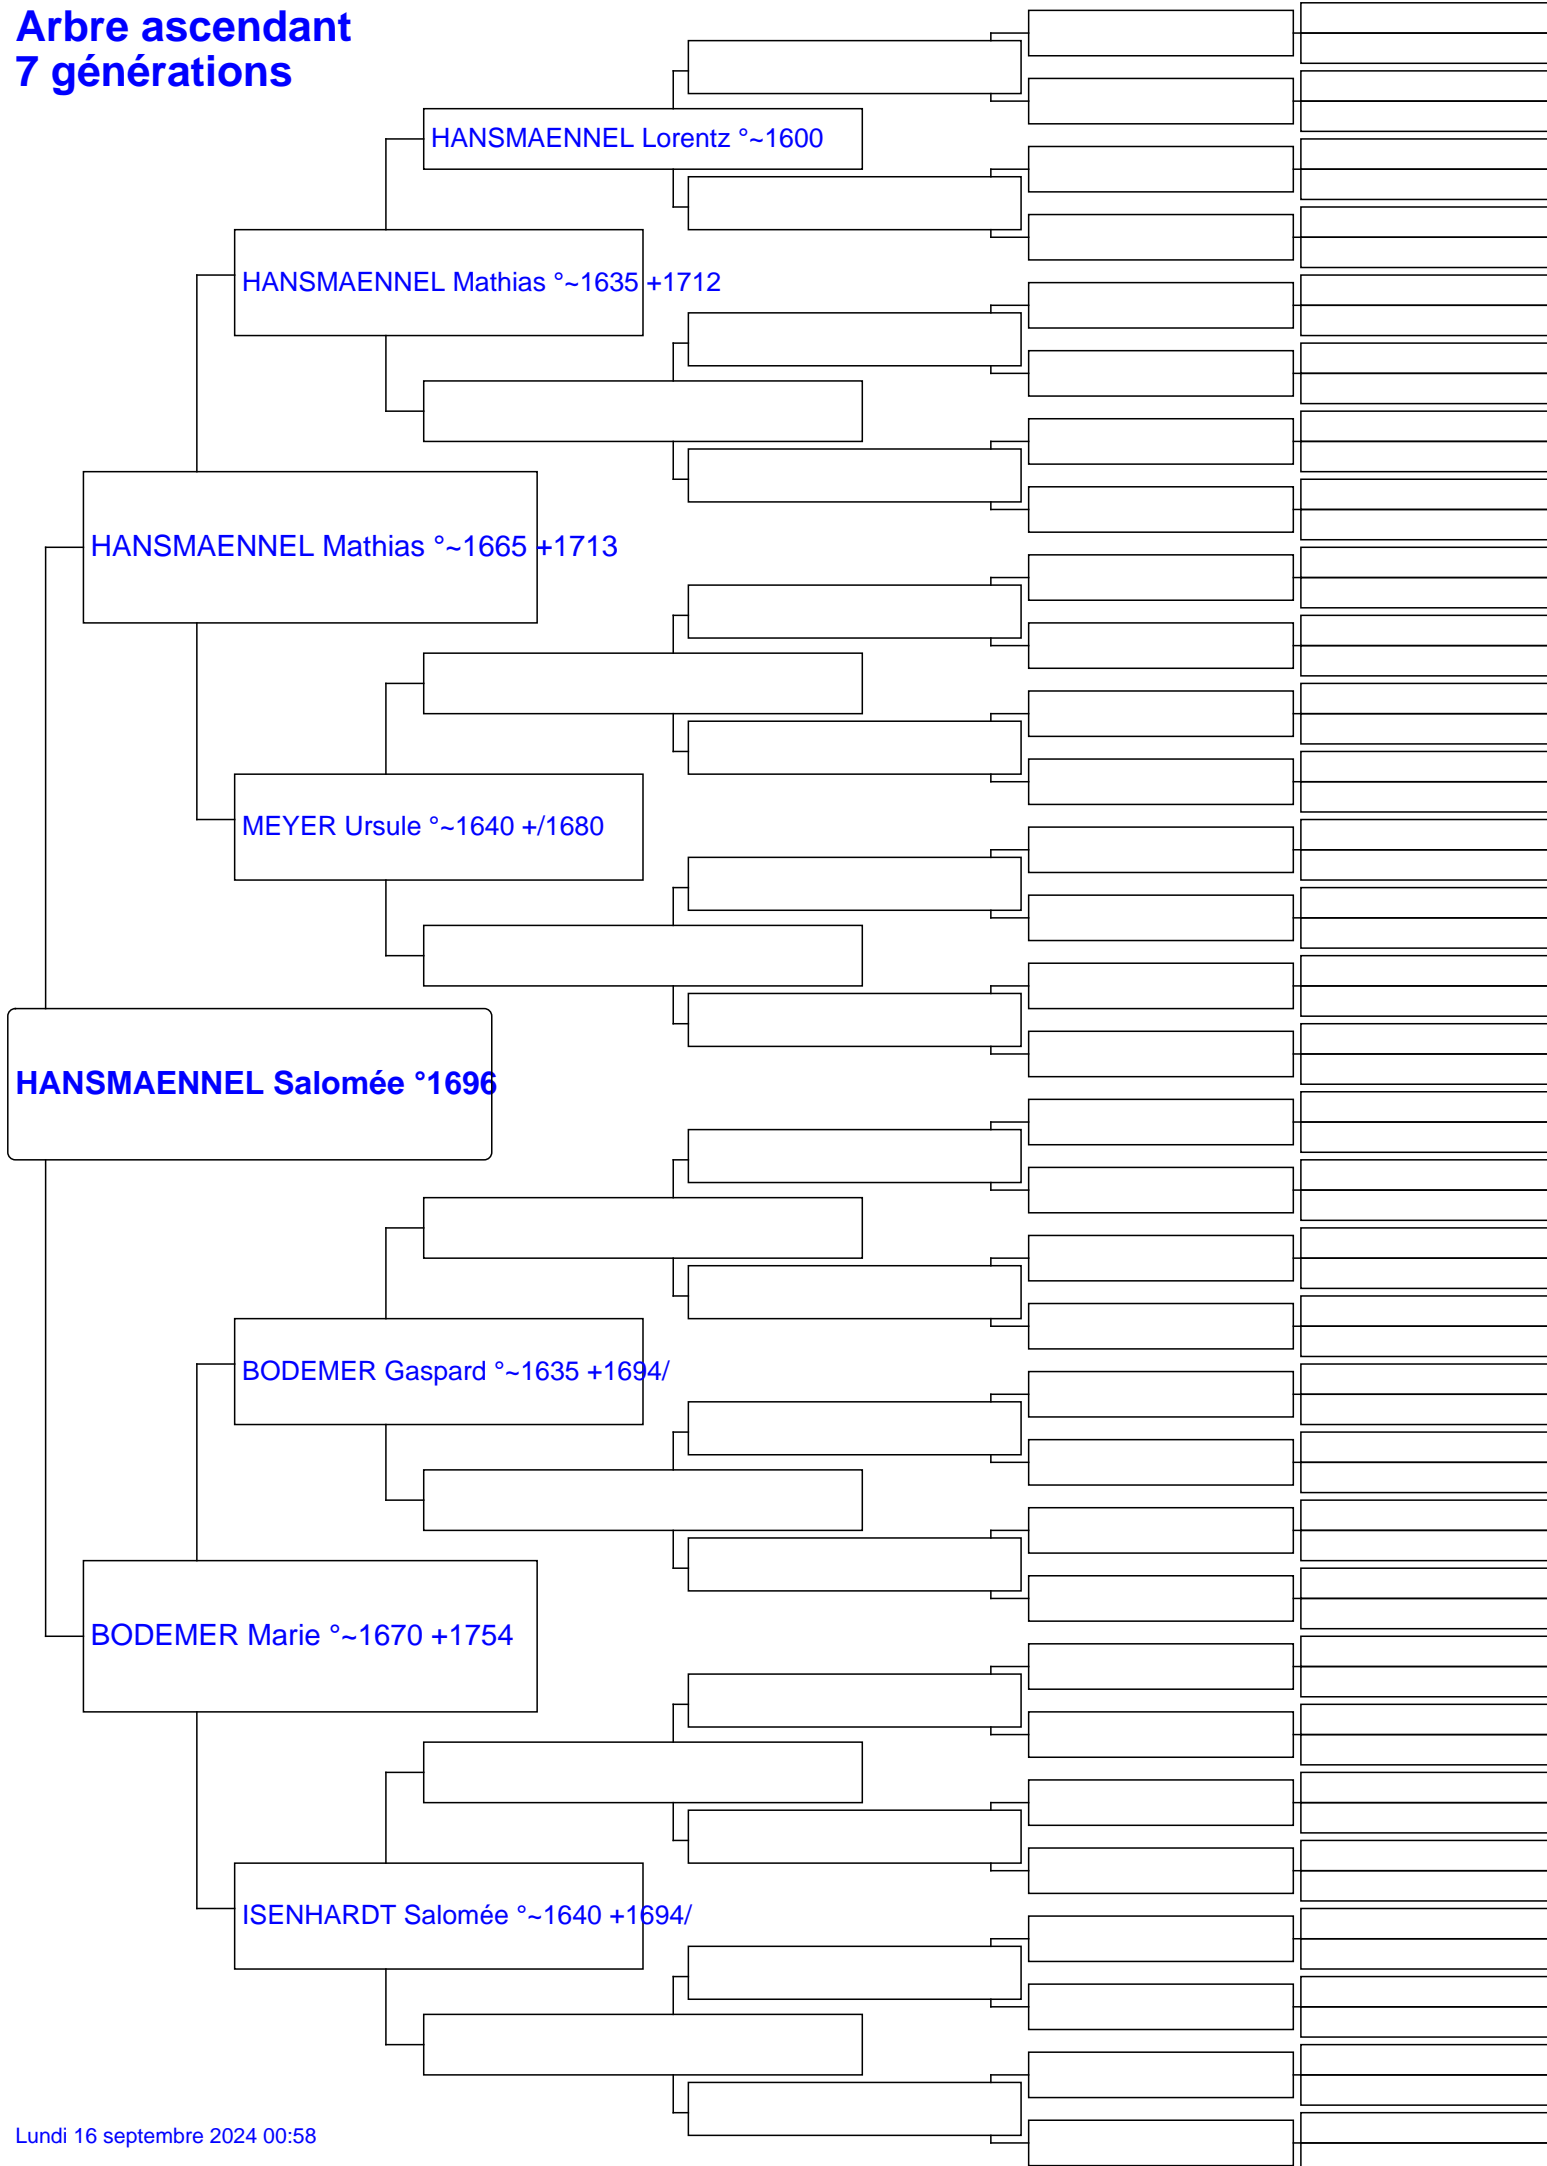 Arbre ascendant
7 générations
HANSMAENNEL Lorentz °~1600
HANSMAENNEL Mathias °~1635 +1712
HANSMAENNEL Mathias °~1665 +1713
MEYER Ursule °~1640 +/1680
HANSMAENNEL Salomée °1696
BODEMER Gaspard °~1635 +1694/
BODEMER Marie °~1670 +1754
ISENHARDT Salomée °~1640 +1694/
Lundi 16 septembre 2024 00:58